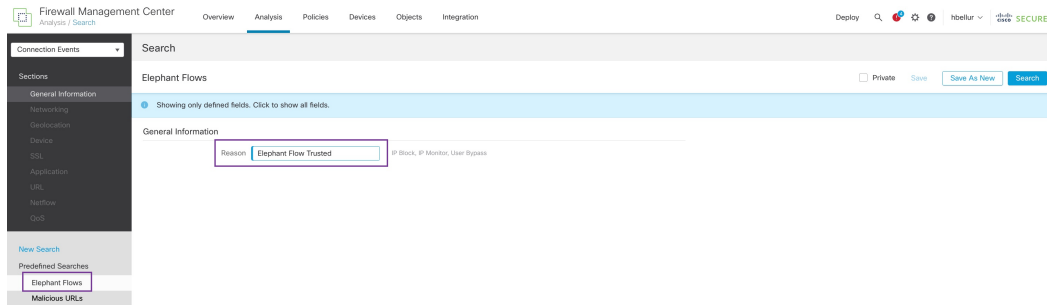 Firewall Management Center
Analysis / Search
Overview Analysis Policies Devices Objects Integration
Deploy hbellur cisco SECURE
Connection Events
Search
Sections
General Information
Networking
Geolocation
Device
SSL
Application
URL
Netflow
QoS
New Search
Predefined Searches
Elephant Flows
Malicious URLs
Elephant Flows
Private Save Save As New Search
Showing only defined fields. Click to show all fields.
General Information
Reason Elephant Flow Trusted IP Block, IP Monitor, User Bypass